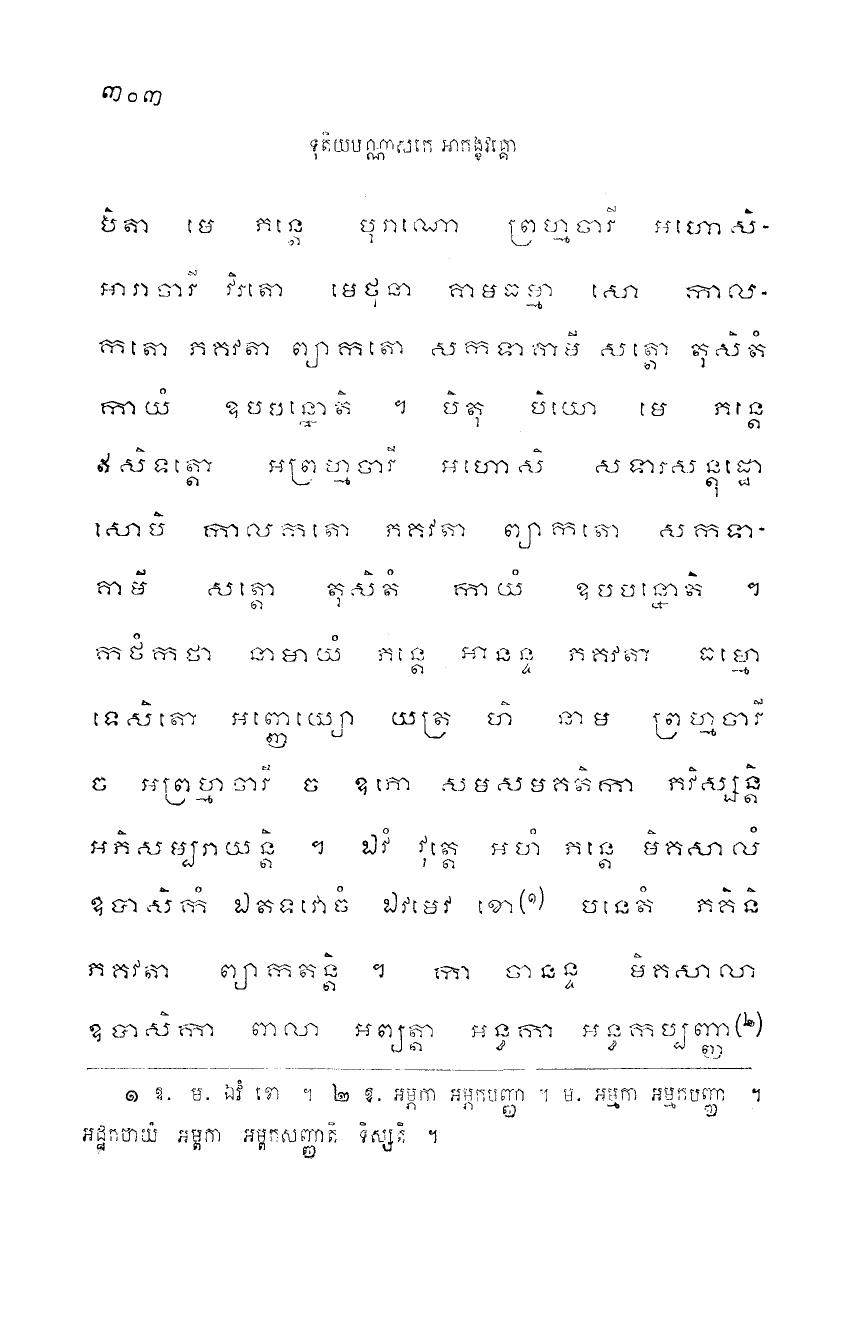 ៣០៣
ទុតិយបណ្ណាសកេ អាកង្ខវគ្គោ
បិតា មេ ភន្តេ បុរាណោ ព្រហ្មចារី អហោសិ-
អារាចារី វិរតោ មេថុនា គាមធម្មា សោ កាល-
កតោ ភគវតា ព្យាកតោ សកទាគាមី សត្តោ តុសិតំ
កាយំ ឧបបន្នោតិ ។ បិតុ បិយោ មេ ភន្តេ
ឥសិទត្តោ អព្រហ្មចារី អហោសិ សទារសន្តុដ្ឋោ
សោបិ កាលកតោ ភគវតា ព្យាកតោ សកទា-
គាមី សត្តោ តុសិតំ កាយំ ឧបបន្នោតិ ។
កថំកថា នាមាយំ ភន្តេ អានន្ទ ភគវតា ធម្មោ
ទេសិតោ អញ្ញេយ្យោ យត្រ ហិ នាម ព្រហ្មចារី
ច អព្រហ្មចារី ច ឧភោ សមសមគតិកា ភវិស្សន្តិ
អភិសម្បរាយន្តិ ។ ឯវំ វុត្តេ អហំ ភន្តេ មិគសាលំ
ឧបាសិកំ ឯតទវោចំ ឯវមេវ ខោ(១) បនេតំ ភគិនិ
ភគវតា ព្យាកតន្តិ ។ កា ចានន្ទ មិគសាលា
ឧបាសិកា ពាលា អព្យត្តា អន្ធកា អន្ធកប្បញ្ញា(២)
១ ឱ. ម. ឯវំ ខោ ។ ២ ឱ. អម្ពកា អម្ពកបញ្ញា ។ ម. អម្មកា អម្មកបញ្ញា ។
អដ្ឋកថាយំ អម្ពកា អម្ពកសញ្ញាតិ ទិស្សតិ ។